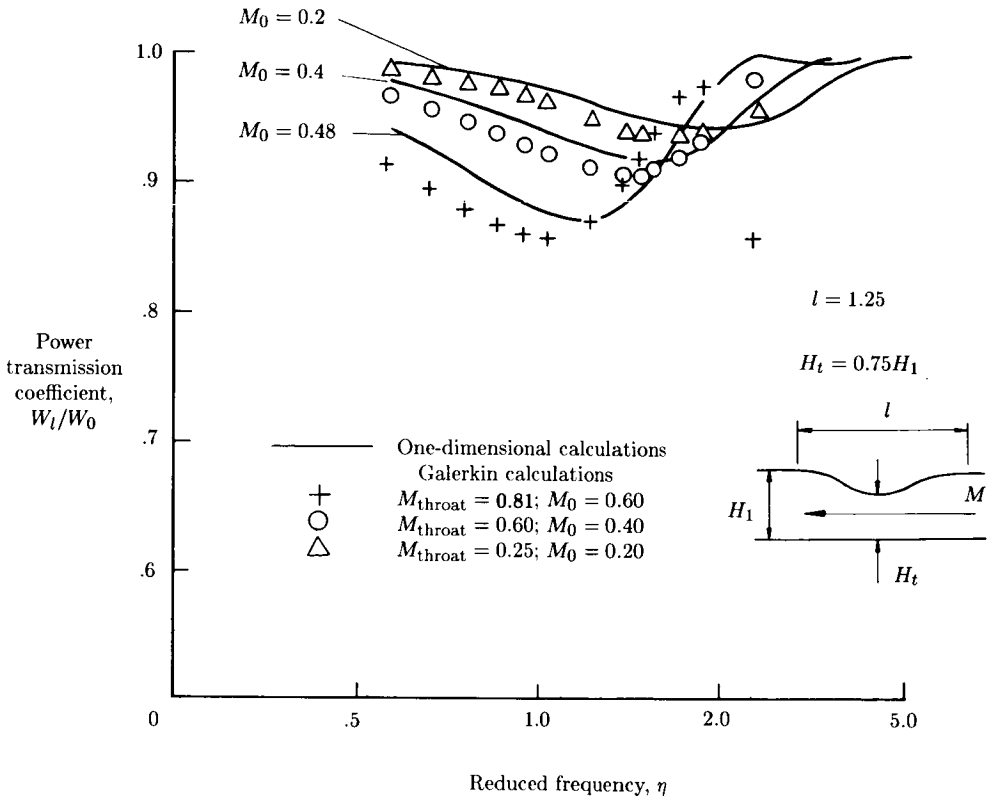 M₀ = 0.2
1.0
M₀ = 0.4
M₀ = 0.48
.9
.8
l = 1.25
Power
transmission
coefficient,
Wₗ/W₀
Hₜ = 0.75H₁
l
.7
One-dimensional calculations
Galerkin calculations
+ M_throat = 0.81; M₀ = 0.60
○ M_throat = 0.60; M₀ = 0.40
△ M_throat = 0.25; M₀ = 0.20
M
H₁
Hₜ
.6
0 .5 1.0 2.0 5.0
Reduced frequency, η